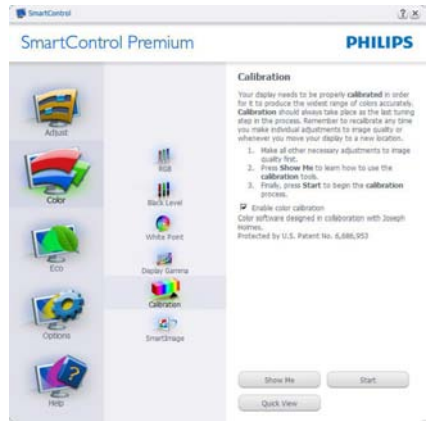 SmartControl
? x
SmartControl Premium
PHILIPS
Adjust
Color
Eco
Options
Help
RGB
Black Level
White Point
Display Gamma
Calibration
SmartImage
Calibration
Your display needs to be properly calibrated in order
for it to produce the widest range of colors accurately.
Calibration should always take place as the last tuning
step in the process. Remember to recalibrate any time
you make individual adjustments to image quality or
whenever you move your display to a new location.
1. Make all other necessary adjustments to image
quality first.
2. Press Show Me to learn how to use the
calibration tools.
3. Finally, press Start to begin the calibration
process.
Enable color calibration
Color software designed in collaboration with Joseph
Holmes.
Protected by U.S. Patent No. 6,686,953
Show Me
Start
Quick View